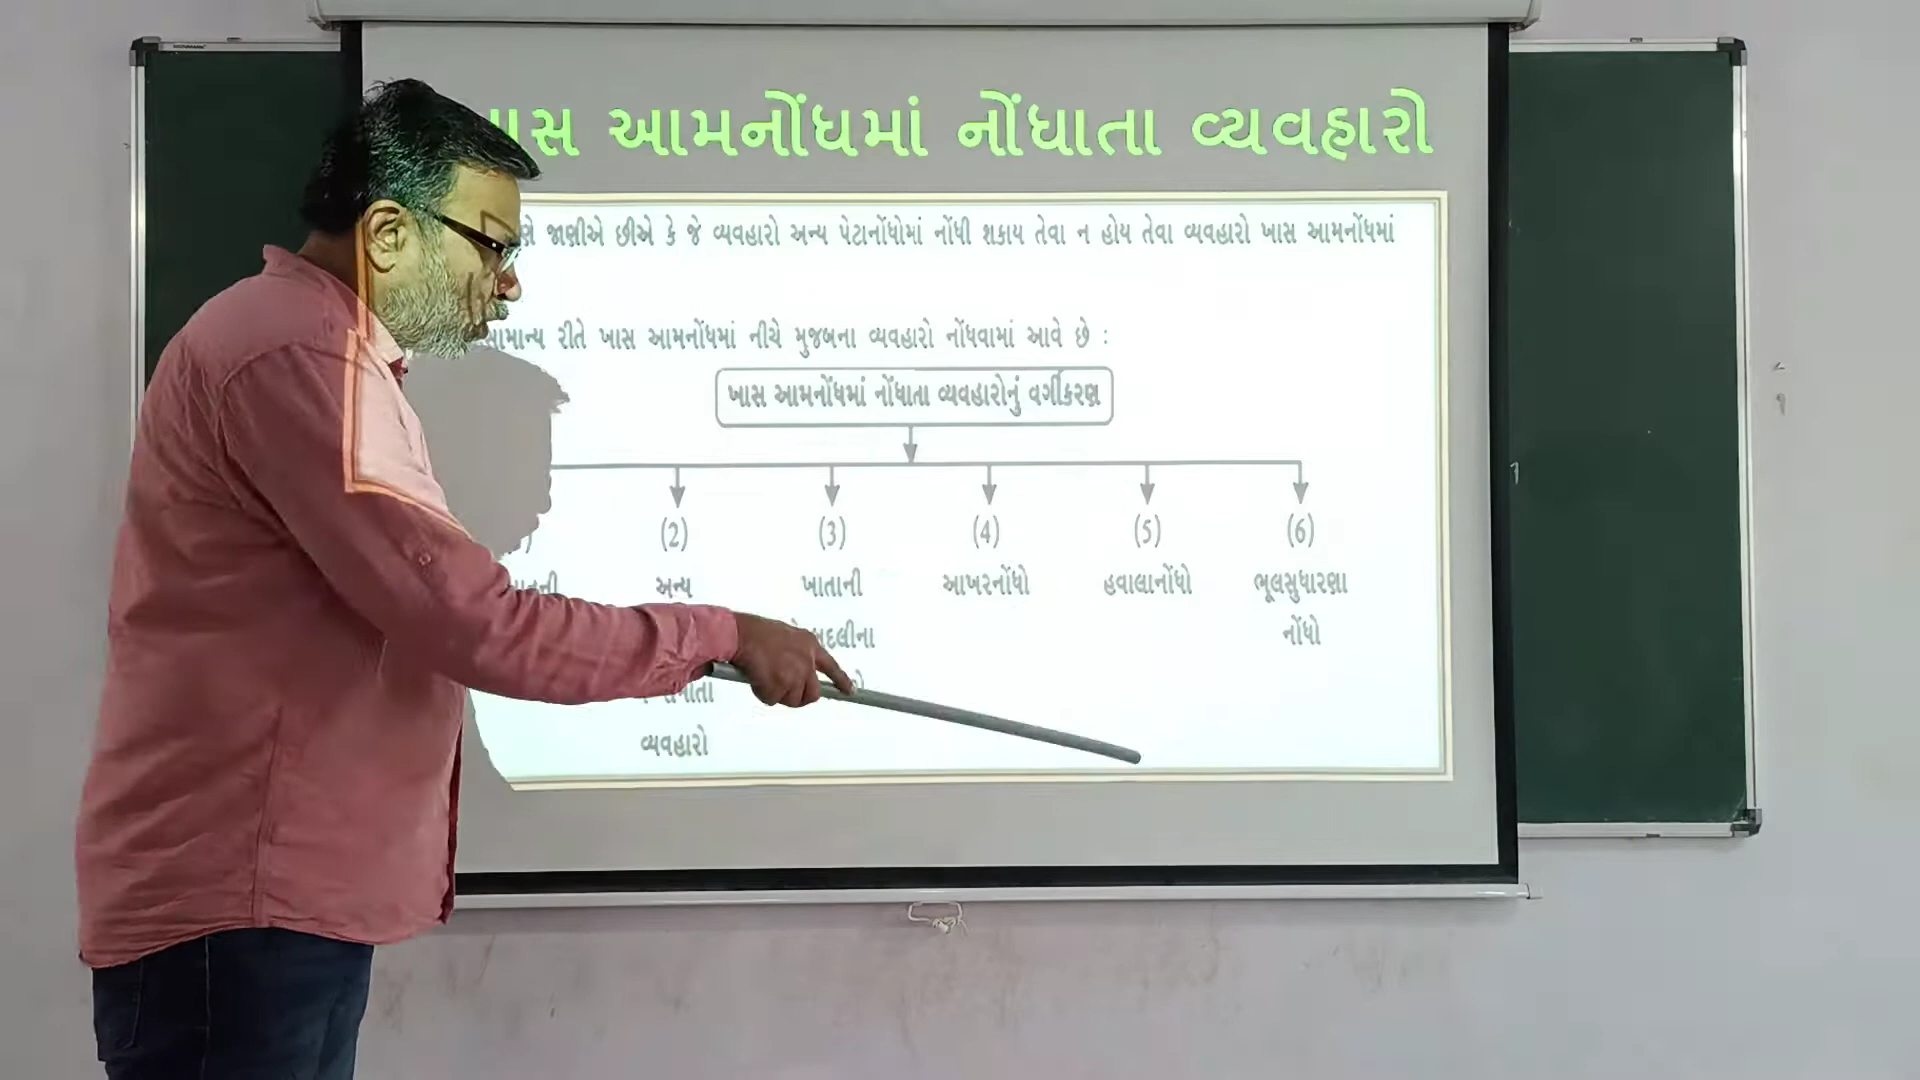 આમનોંધમાં નોંધાતા વ્યવહારો
જાણીએ છીએ કે જે વ્યવહારો અન્ય પેટાનોંધોમાં નોંધી શકાય તેવા ન હોય તેવા વ્યવહારો ખાસ આમનોંધમાં
સામાન્ય રીતે ખાસ આમનોંધમાં નીચે મુજબના વ્યવહારો નોંધવામાં આવે છે :
ખાસ આમનોંધમાં નોંધાતા વ્યવહારોનું વર્ગીકરણ
(2) (3) (4) (5) (6)
અન્ય ખાતાની આખરનોંધો હવાલાનોંધો ભૂલસુધારણા
નોંધો
વ્યવહારો